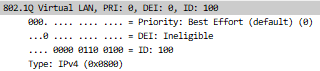 802.1Q Virtual LAN, PRI: 0, DEI: 0, ID: 100
000. .... .... .... = Priority: Best Effort (default) (0)
...0 .... .... .... = DEI: Ineligible
.... 0000 0110 0100 = ID: 100
Type: IPv4 (0x0800)